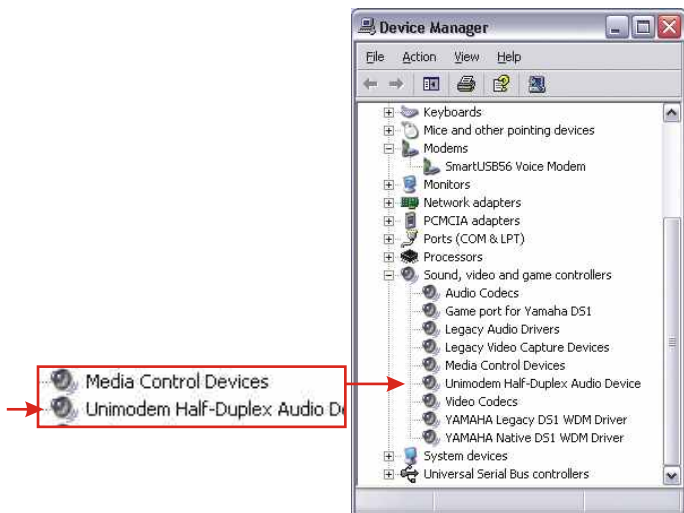 Device Manager
File Action View Help
Keyboards
Mice and other pointing devices
Modems
SmartUSB56 Voice Modem
Monitors
Network adapters
PCMCIA adapters
Ports (COM & LPT)
Processors
Sound, video and game controllers
Audio Codecs
Game port for Yamaha DS1
Legacy Audio Drivers
Legacy Video Capture Devices
Media Control Devices
Unimodem Half-Duplex Audio Device
Video Codecs
YAMAHA Legacy DS1 WDM Driver
YAMAHA Native DS1 WDM Driver
System devices
Universal Serial Bus controllers
Media Control Devices
Unimodem Half-Duplex Audio De